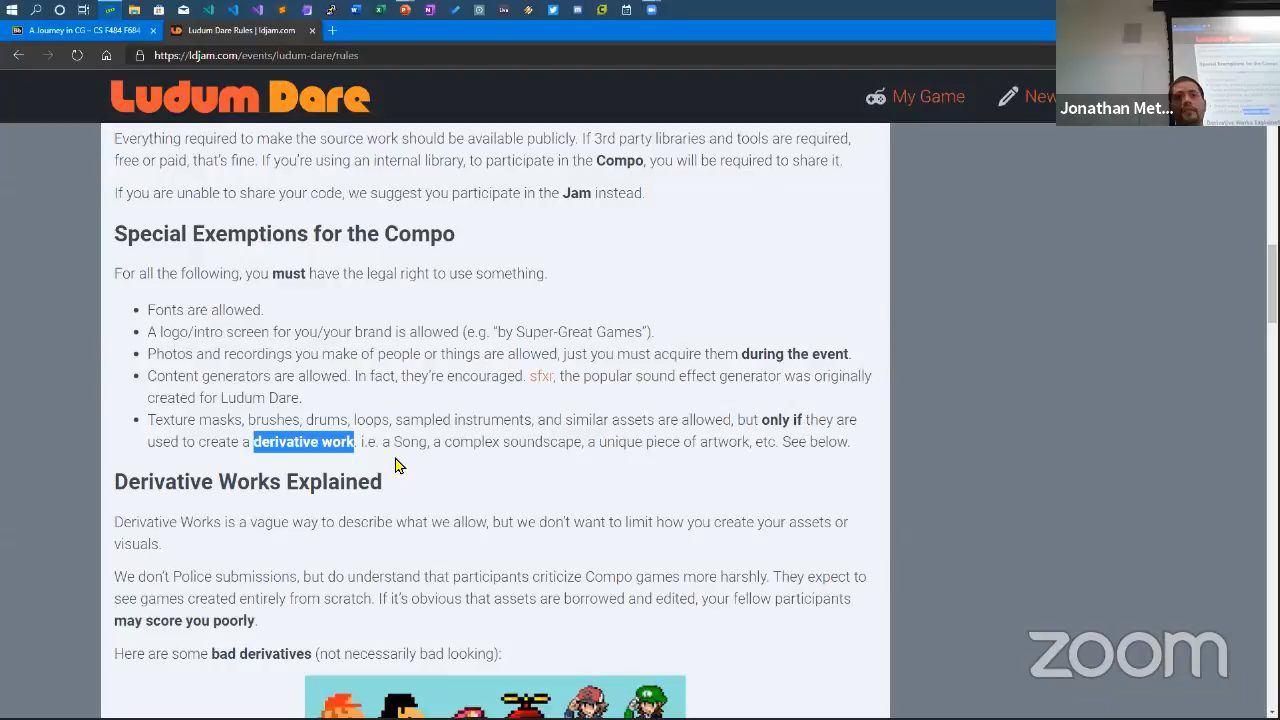 A Journey in CG – CS F484 F684
Ludum Dare Rules | ldjam.com
https://ldjam.com/events/ludum-dare/rules
LUDUM DARE
My Game
New
Jonathan Met...
Everything required to make the source work should be available publicly. If 3rd party libraries and tools are required,
free or paid, that's fine. If you're using an internal library, to participate in the Compo, you will be required to share it.
If you are unable to share your code, we suggest you participate in the Jam instead.
Special Exemptions for the Compo
For all the following, you must have the legal right to use something.
• Fonts are allowed.
• A logo/intro screen for you/your brand is allowed (e.g. "by Super-Great Games").
• Photos and recordings you make of people or things are allowed, just you must acquire them during the event.
• Content generators are allowed. In fact, they're encouraged. sfxr, the popular sound effect generator was originally
created for Ludum Dare.
• Texture masks, brushes, drums, loops, sampled instruments, and similar assets are allowed, but only if they are
used to create a derivative work, i.e. a Song, a complex soundscape, a unique piece of artwork, etc. See below.
Derivative Works Explained
Derivative Works is a vague way to describe what we allow, but we don't want to limit how you create your assets or
visuals.
We don't Police submissions, but do understand that participants criticize Compo games more harshly. They expect to
see games created entirely from scratch. If it's obvious that assets are borrowed and edited, your fellow participants
may score you poorly.
Here are some bad derivatives (not necessarily bad looking):
zoom